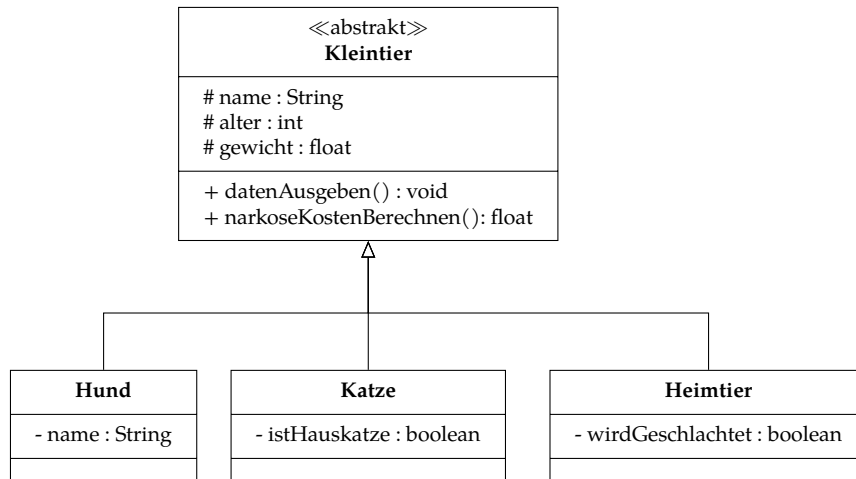 ≪abstrakt≫
Kleintier
# name : String
# alter : int
# gewicht : float
+ datenAusgeben() : void
+ narkoseKostenBerechnen(): float
Hund
- name : String
Katze
- istHauskatze : boolean
Heimtier
- wirdGeschlachtet : boolean